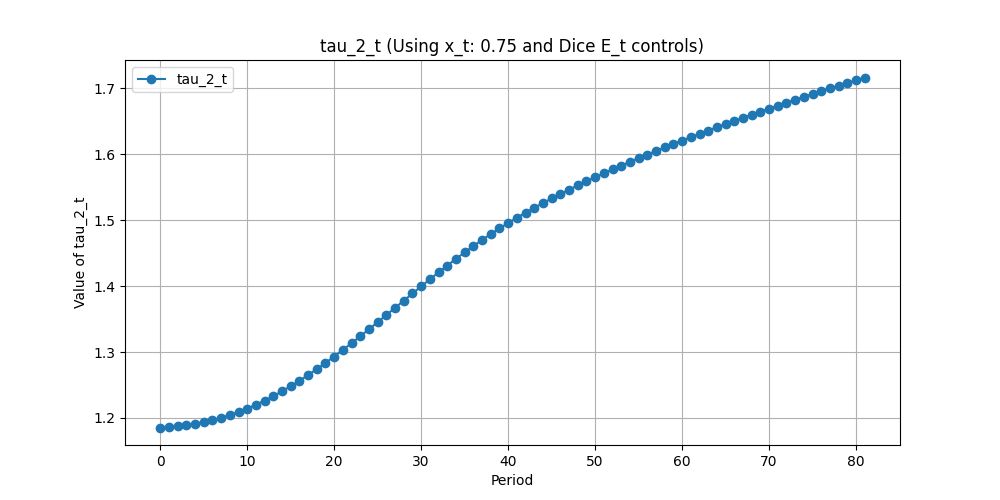 tau_2_t (Using x_t: 0.75 and Dice E_t controls)
tau_2_t
Value of tau_2_t
1.7
1.6
1.5
1.4
1.3
1.2
0 10 20 30 40 50 60 70 80
Period